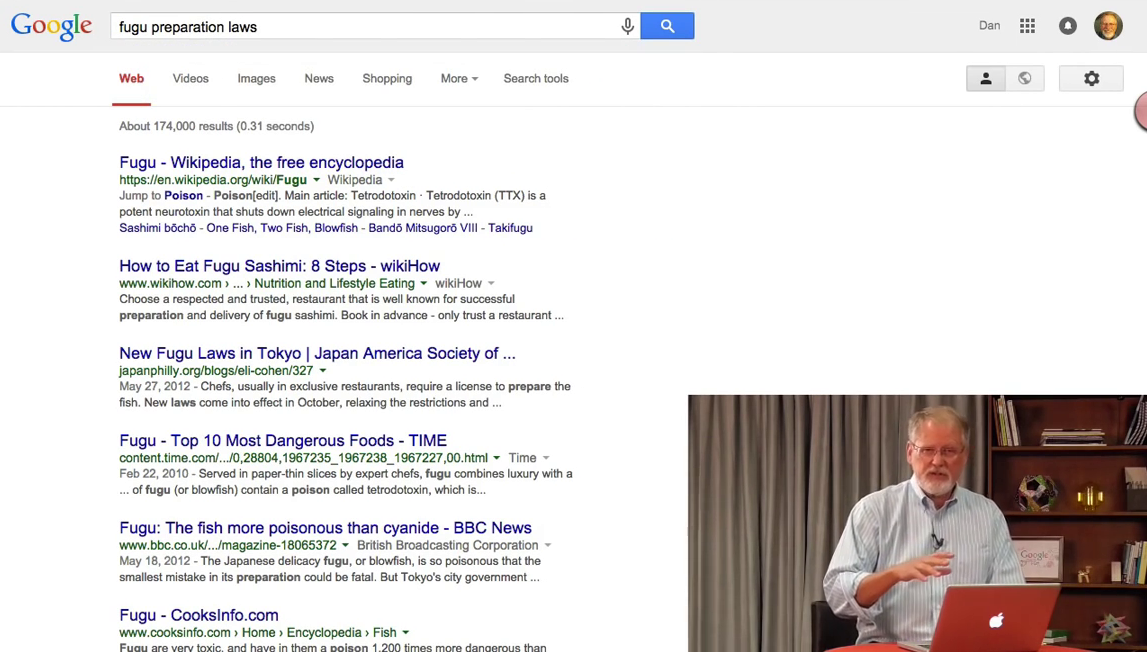 Google
fugu preparation laws
Dan
Web Videos Images News Shopping More Search tools
About 174,000 results (0.31 seconds)
Fugu - Wikipedia, the free encyclopedia
https://en.wikipedia.org/wiki/Fugu Wikipedia
Jump to Poison - Poison[edit]. Main article: Tetrodotoxin · Tetrodotoxin (TTX) is a
potent neurotoxin that shuts down electrical signaling in nerves by ...
Sashimi bōchō - One Fish, Two Fish, Blowfish - Bandō Mitsugorō VIII - Takifugu
How to Eat Fugu Sashimi: 8 Steps - wikiHow
www.wikihow.com › ... › Nutrition and Lifestyle Eating wikiHow
Choose a respected and trusted, restaurant that is well known for successful
preparation and delivery of fugu sashimi. Book in advance - only trust a restaurant ...
New Fugu Laws in Tokyo | Japan America Society of ...
japanphilly.org/blogs/eli-cohen/327
May 27, 2012 - Chefs, usually in exclusive restaurants, require a license to prepare the
fish. New laws come into effect in October, relaxing the restrictions and ...
Fugu - Top 10 Most Dangerous Foods - TIME
content.time.com/.../0,28804,1967235_1967238_1967227,00.html Time
Feb 22, 2010 - Served in paper-thin slices by expert chefs, fugu combines luxury with a
... of fugu (or blowfish) contain a poison called tetrodotoxin, which is...
Fugu: The fish more poisonous than cyanide - BBC News
www.bbc.co.uk/.../magazine-18065372 British Broadcasting Corporation
May 18, 2012 - The Japanese delicacy fugu, or blowfish, is so poisonous that the
smallest mistake in its preparation could be fatal. But Tokyo's city government ...
Fugu - CooksInfo.com
www.cooksinfo.com › Home › Encyclopedia › Fish
Fugu are very toxic, and have in them a poison 1,200 times more dangerous than
Google